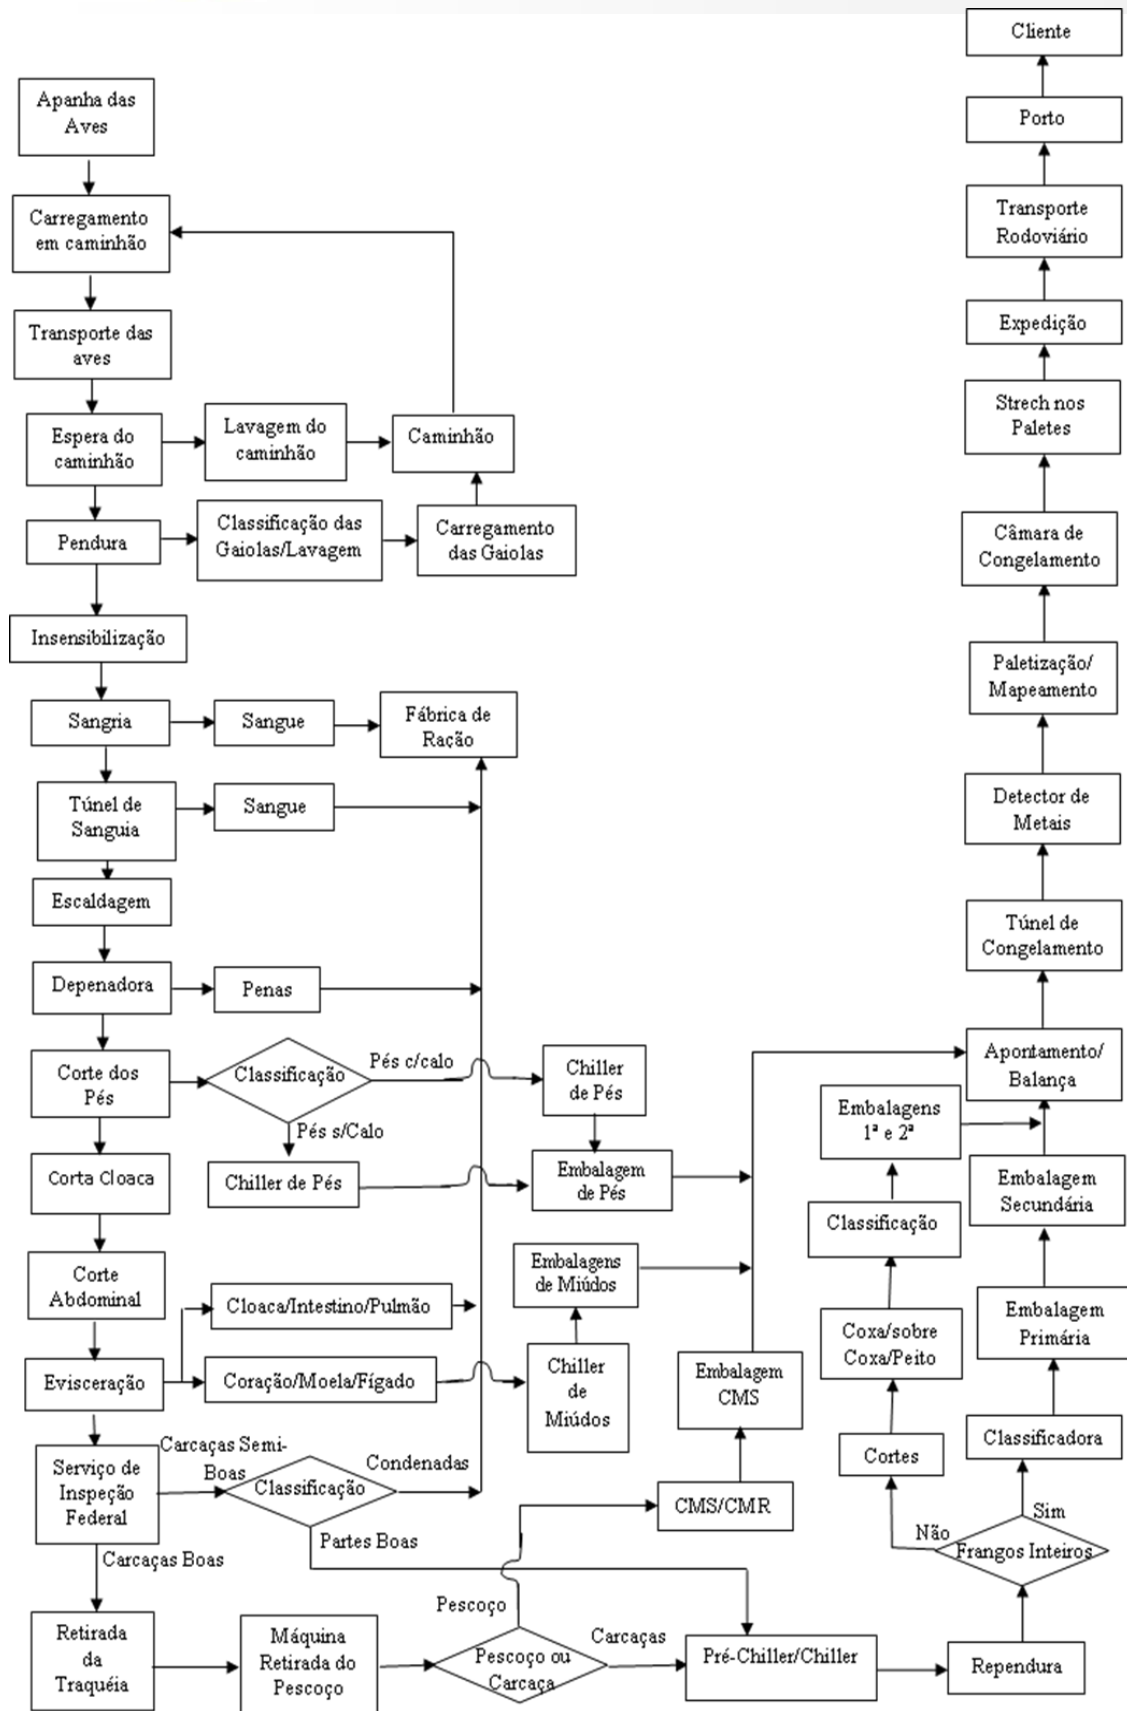 Cliente
Apanha das
Aves
Porto
Carregamento
em caminhão
Transporte
Rodoviário
Transporte das
aves
Expedição
Espera do
caminhão
Lavagem do
caminhão
Caminhão
Strech nos
Paletes
Pendura
Classificação das
Gaiolas/Lavagem
Carregamento
das Gaiolas
Câmara de
Congelamento
Insensibilização
Paletização/
Mapeamento
Sangria
Sangue
Fábrica de
Ração
Túnel de
Sanguia
Sangue
Detector de
Metais
Escaldagem
Túnel de
Congelamento
Depenadora
Penas
Corte dos
Pés
Classificação
Pés c/calo
Chiller
de Pés
Apontamento/
Balança
Pés s/Calo
Embalagens
1ª e 2ª
Corta Cloaca
Chiller de Pés
Embalagem
de Pés
Embalagem
Secundária
Classificação
Corte
Abdominal
Embalagens
de Miúdos
Cloaca/Intestino/Pulmão
Coxa/sobre
Coxa/Peito
Embalagem
Primária
Evisceração
Coração/Moela/Fígado
Chiller
de
Miúdos
Embalagem
CMS
Cortes
Classificadora
Serviço de
Inspeção
Federal
Carcaças Semi-
Boas
Classificação
Condenadas
CMS/CMR
Partes Boas
Carcaças Boas
Não
Sim
Frangos Inteiros
Retirada
da
Traquéia
Máquina
Retirada do
Pescoço
Pescoço
Pescoço ou
Carcaça
Carcaças
Pré-Chiller/Chiller
Rependura